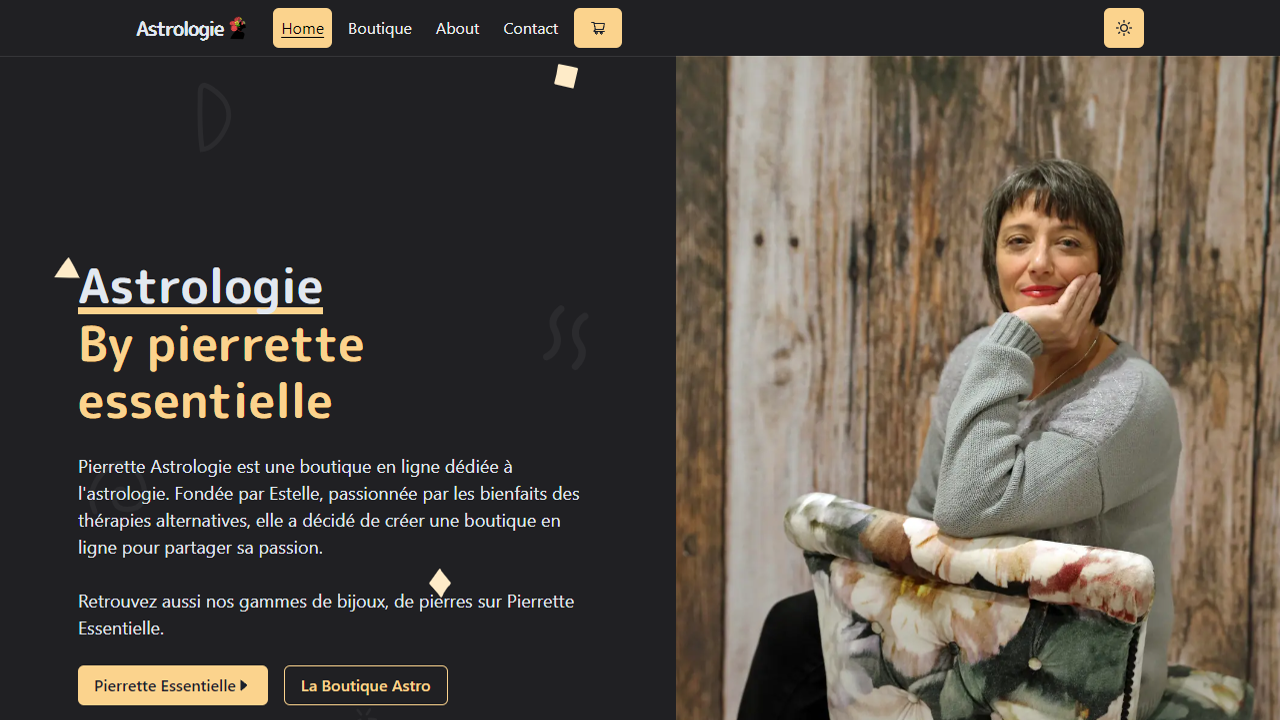 Astrologie
Home
Boutique
About
Contact
Astrologie
By pierrette
essentielle
Pierrette Astrologie est une boutique en ligne dédiée à
l'astrologie. Fondée par Estelle, passionnée par les bienfaits des
thérapies alternatives, elle a décidé de créer une boutique en
ligne pour partager sa passion.
Retrouvez aussi nos gammes de bijoux, de pierres sur Pierrette
Essentielle.
Pierrette Essentielle
La Boutique Astro